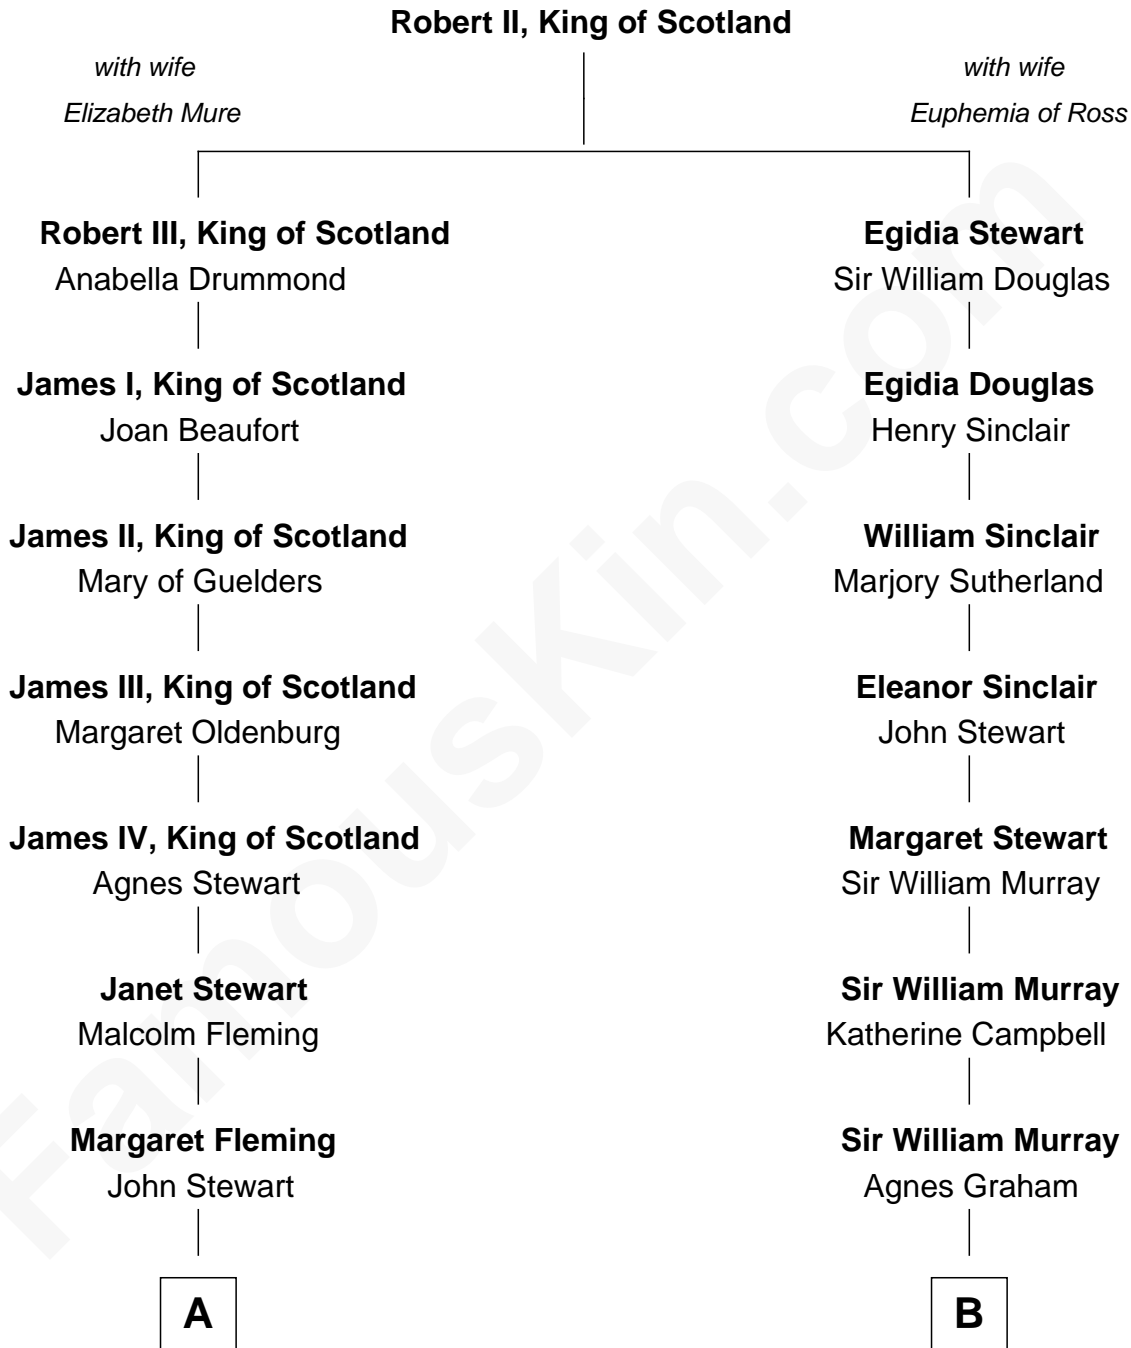 Robert II, King of Scotland
with wife
Elizabeth Mure
with wife
Euphemia of Ross
Robert III, King of Scotland
Anabella Drummond
Egidia Stewart
Sir William Douglas
James I, King of Scotland
Joan Beaufort
Egidia Douglas
Henry Sinclair
James II, King of Scotland
Mary of Guelders
William Sinclair
Marjory Sutherland
James III, King of Scotland
Margaret Oldenburg
Eleanor Sinclair
John Stewart
James IV, King of Scotland
Agnes Stewart
Margaret Stewart
Sir William Murray
Janet Stewart
Malcolm Fleming
Sir William Murray
Katherine Campbell
Margaret Fleming
John Stewart
Sir William Murray
Agnes Graham
A
B
FamousKin.com